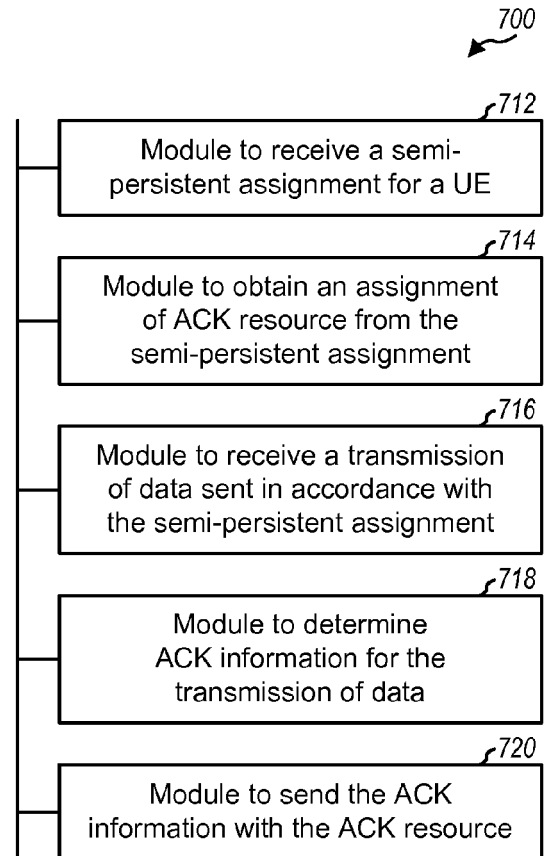 700
712
Module to receive a semi-
persistent assignment for a UE
714
Module to obtain an assignment
of ACK resource from the
semi-persistent assignment
716
Module to receive a transmission
of data sent in accordance with
the semi-persistent assignment
718
Module to determine
ACK information for the
transmission of data
720
Module to send the ACK
information with the ACK resource